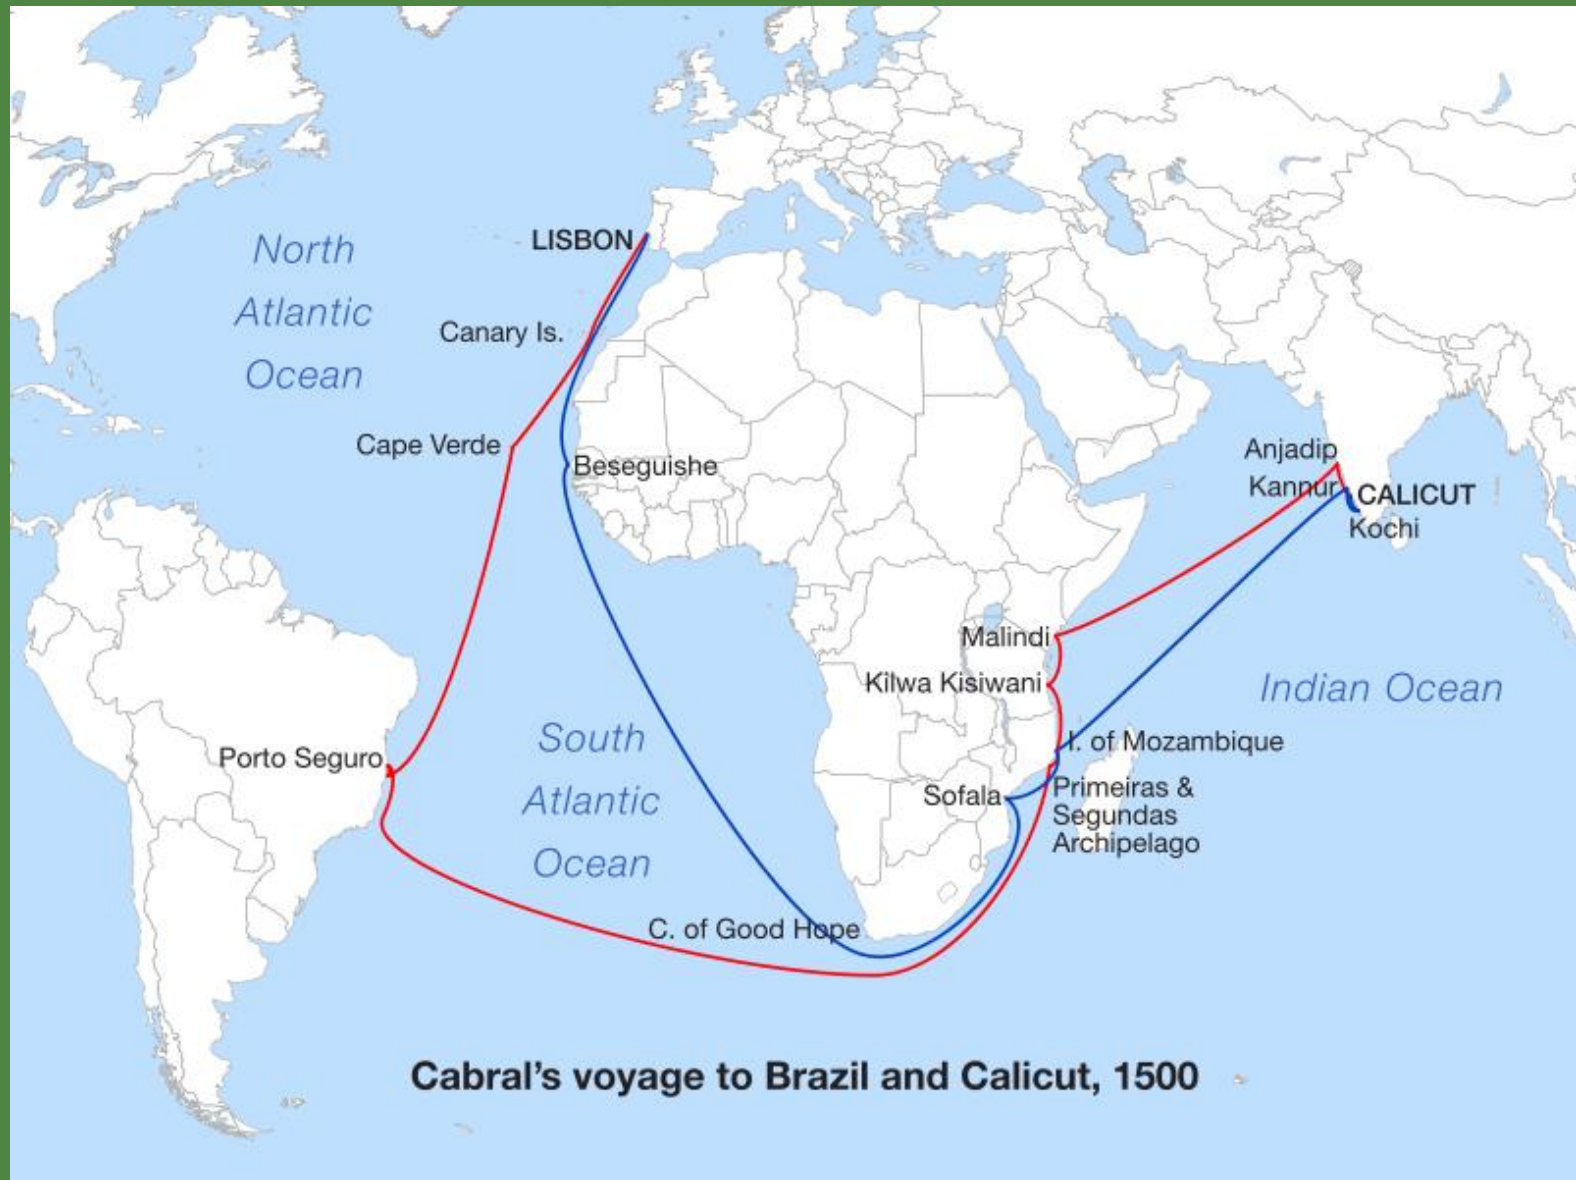 North
Atlantic
Ocean
LISBON
Canary Is.
Cape Verde
Beseguishe
Anjadip
Kannur
CALICUT
Kochi
Malindi
Kilwa Kisiwani
Indian Ocean
South
Atlantic
Ocean
Porto Seguro
I. of Mozambique
Sofala
Primeiras &
Segundas
Archipelago
C. of Good Hope
Cabral's voyage to Brazil and Calicut, 1500